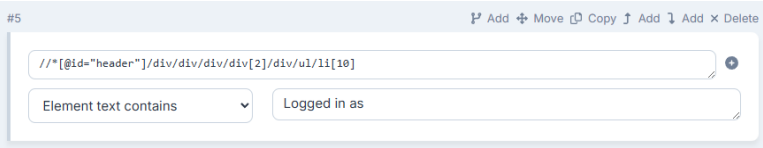 #5 Add Move Copy Add Add Delete
//*[@id="header"]/div/div/div/div[2]/div/ul/li[10]
Element text contains Logged in as